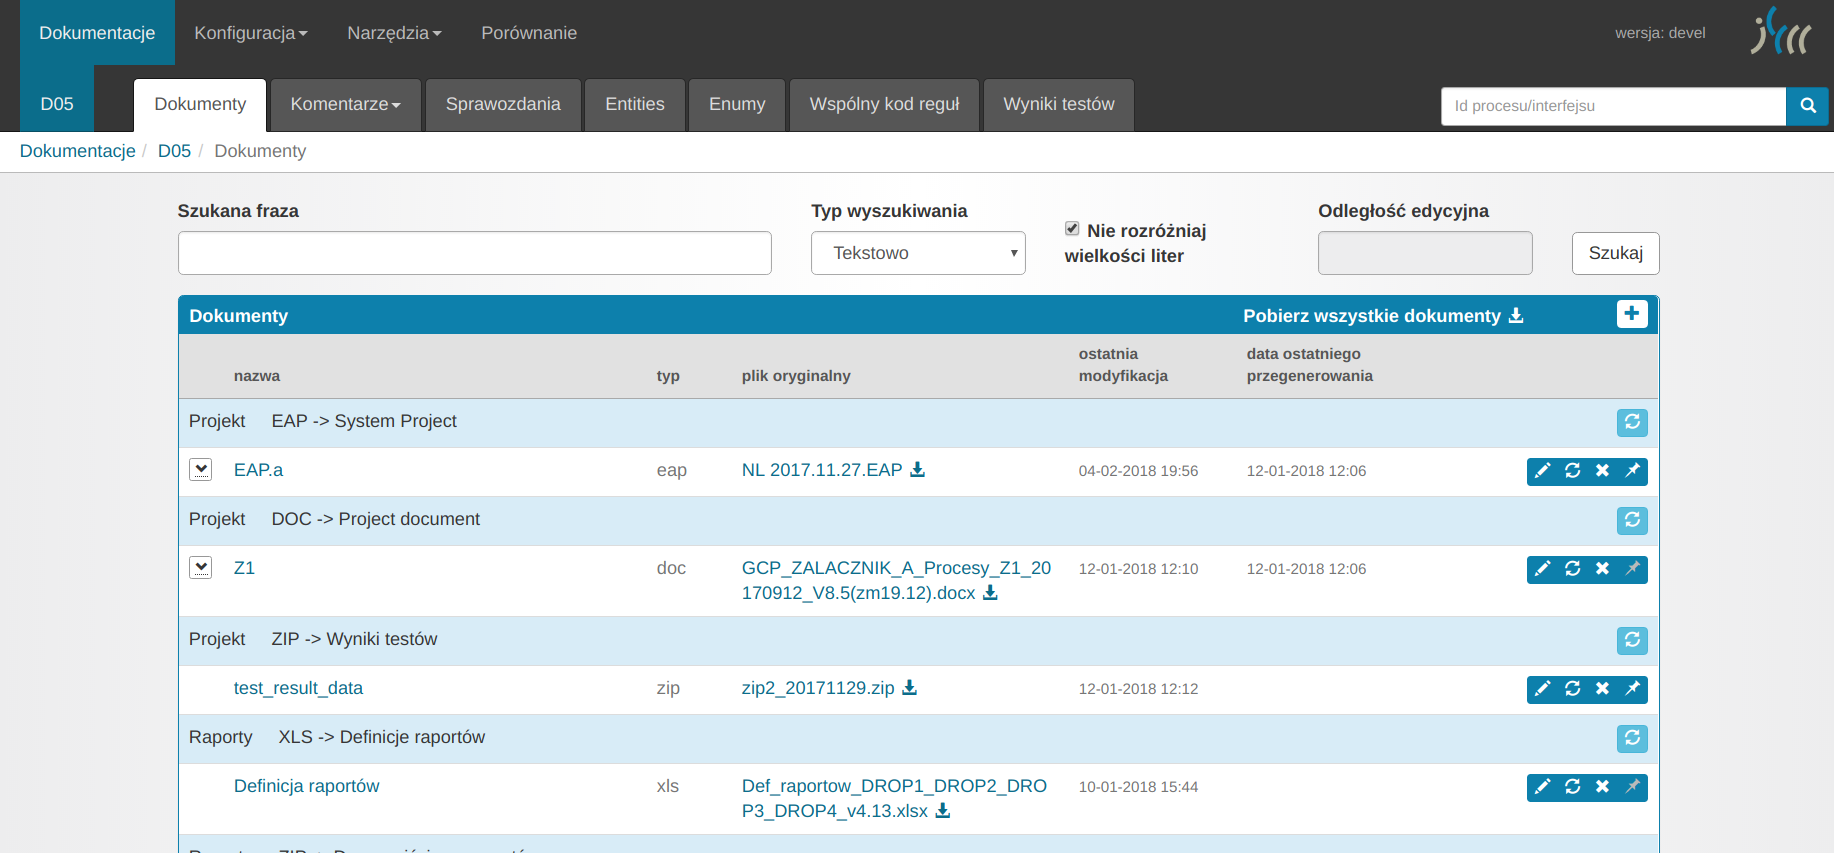 Dokumentacje Konfiguracja Narzędzia Porównanie wersja: devel
D05 Dokumenty Komentarze Sprawozdania Entities Enumy Wspólny kod reguł Wyniki testów Id procesu/interfejsu
Dokumentacje / D05 / Dokumenty
Szukana fraza Typ wyszukiwania Odległość edycyjna
Nie rozróżniaj
wielkości liter
Tekstowo Szukaj
Dokumenty Pobierz wszystkie dokumenty
nazwa typ plik oryginalny ostatnia modyfikacja data ostatniego przegenerowania
Projekt EAP -> System Project
EAP.a eap NL 2017.11.27.EAP 04-02-2018 19:56 12-01-2018 12:06
Projekt DOC -> Project document
Z1 doc GCP_ZALACZNIK_A_Procesy_Z1_20 12-01-2018 12:10 12-01-2018 12:06
170912_V8.5(zm19.12).docx
Projekt ZIP -> Wyniki testów
test_result_data zip zip2_20171129.zip 12-01-2018 12:12
Raporty XLS -> Definicje raportów
Definicja raportów xls Def_raportow_DROP1_DROP2_DRO 10-01-2018 15:44
P3_DROP4_v4.13.xlsx